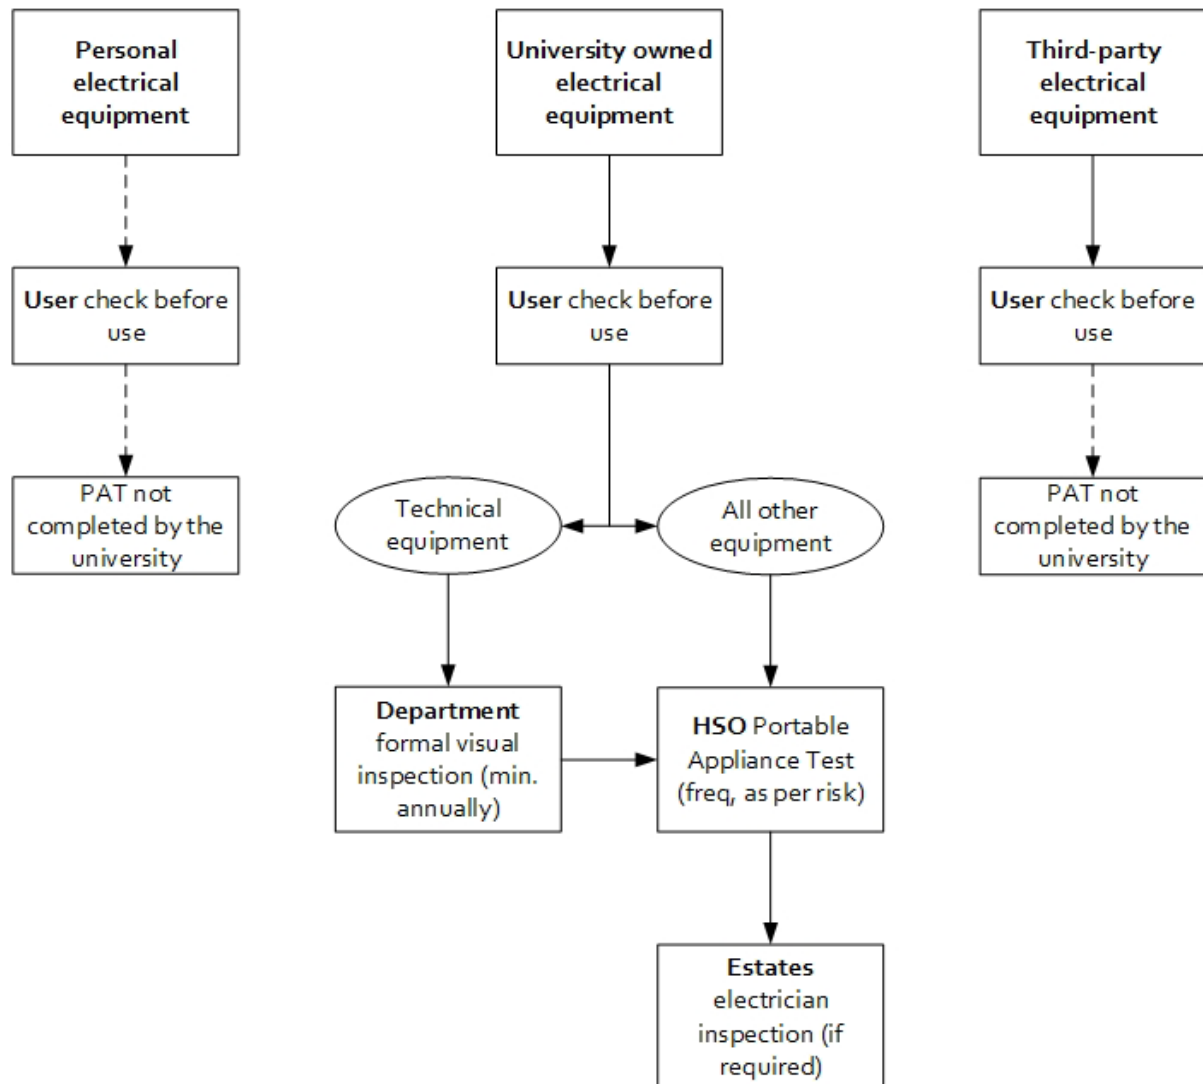 Personal
electrical
equipment
University owned
electrical
equipment
Third-party
electrical
equipment
User check before
use
User check before
use
User check before
use
PAT not
completed by the
university
Technical
equipment
All other
equipment
PAT not
completed by the
university
Department
formal visual
inspection (min.
annually)
HSO Portable
Appliance Test
(freq, as per risk)
Estates
electrician
inspection (if
required)